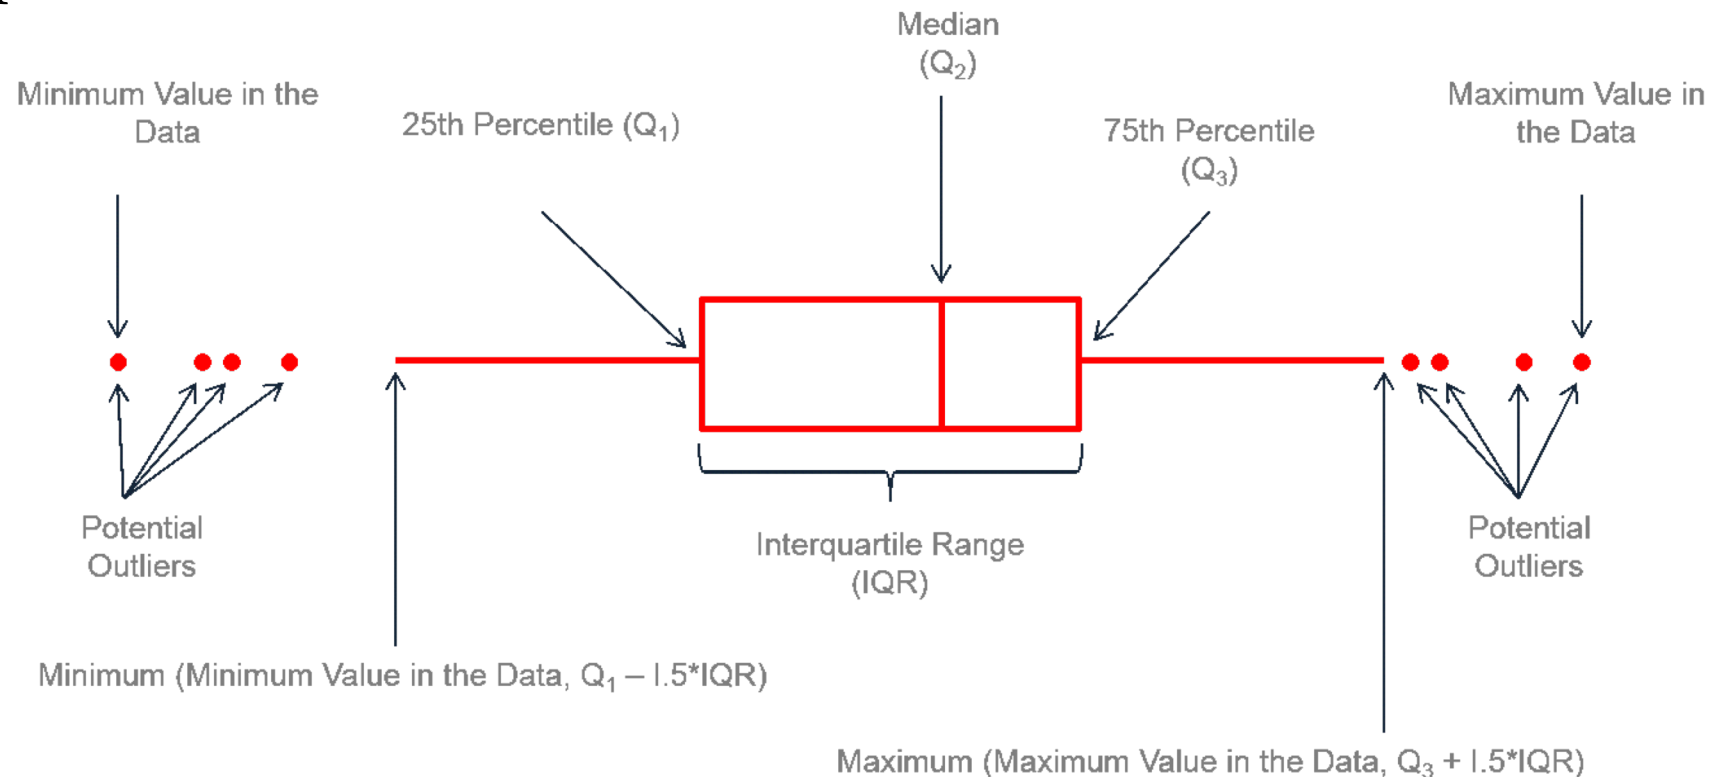 Median
(Q₂)
Minimum Value in the
Data
25th Percentile (Q₁)
75th Percentile
(Q₃)
Maximum Value in
the Data
Potential
Outliers
Interquartile Range
(IQR)
Potential
Outliers
Minimum (Minimum Value in the Data, Q₁ – I.5*IQR)
Maximum (Maximum Value in the Data, Q₃ + I.5*IQR)